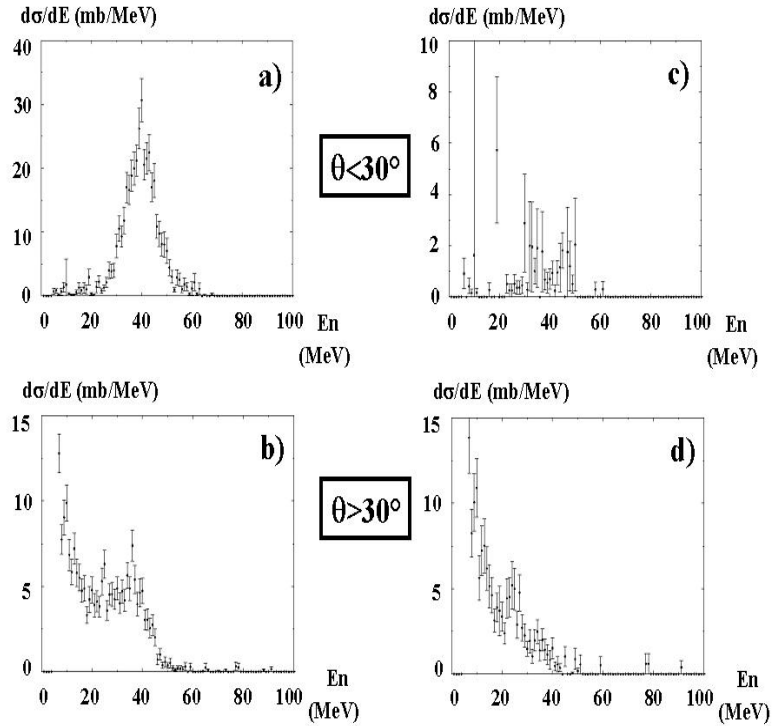 dσ/dE (mb/MeV)
40
30
20
10
0
a)
0 20 40 60 80 100 En
(MeV)
θ<30°
dσ/dE (mb/MeV)
10
8
6
4
2
0
c)
0 20 40 60 80 100 En
(MeV)
dσ/dE (mb/MeV)
15
10
5
0
b)
0 20 40 60 80 100
En
(MeV)
θ>30°
dσ/dE (mb/MeV)
15
10
5
0
d)
0 20 40 60 80 100
En
(MeV)